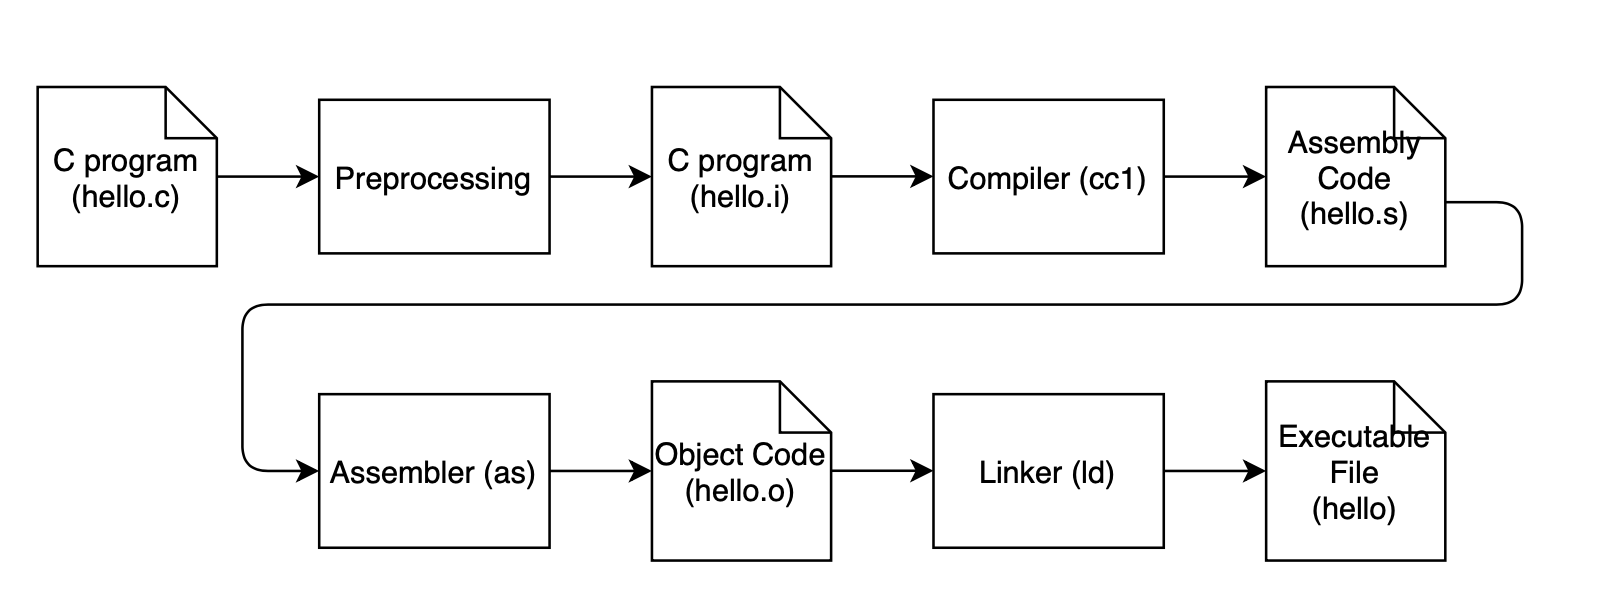 C program
(hello.c)
Preprocessing
C program
(hello.i)
Compiler (cc1)
Assembly
Code
(hello.s)
Assembler (as)
Object Code
(hello.o)
Linker (ld)
Executable
File
(hello)